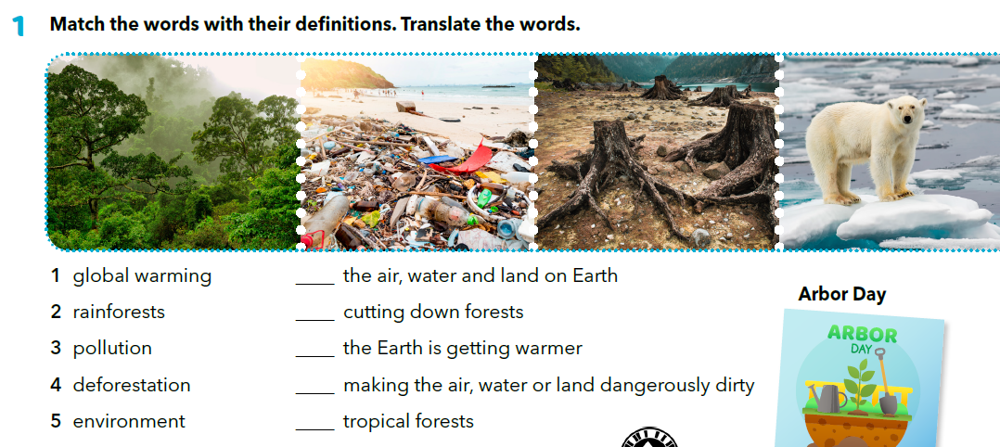 1 Match the words with their definitions. Translate the words.
1 global warming ____ the air, water and land on Earth
2 rainforests ____ cutting down forests
3 pollution ____ the Earth is getting warmer
4 deforestation ____ making the air, water or land dangerously dirty
5 environment ____ tropical forests
Arbor Day
ARBOR
DAY